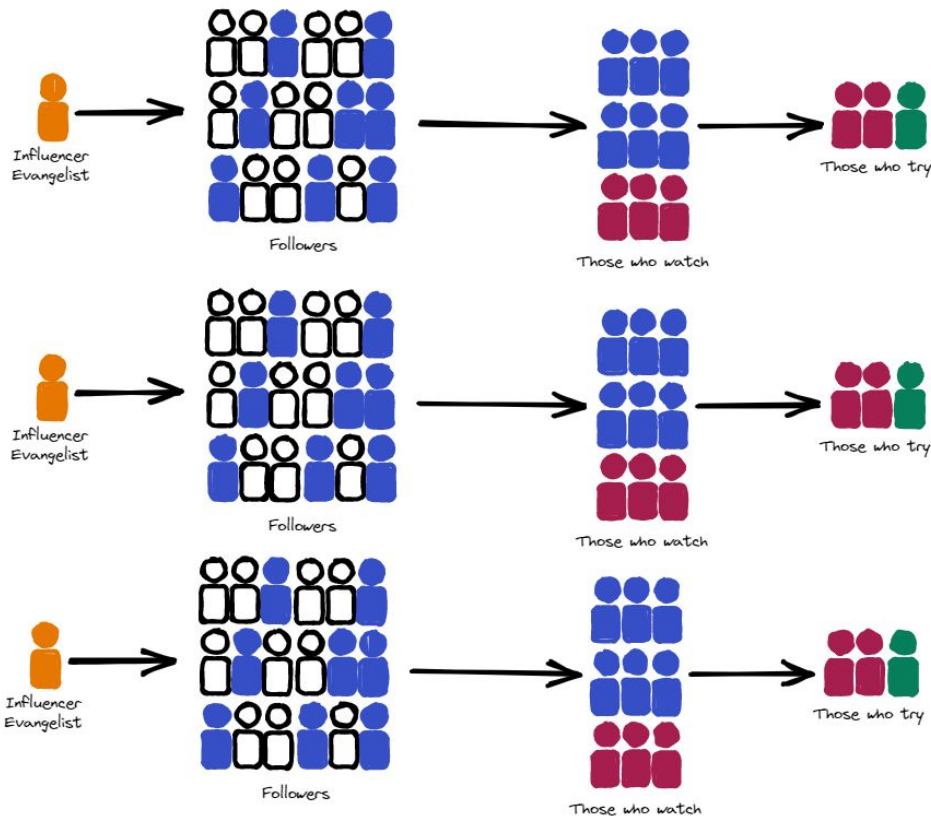 Influencer
Evangelist
Followers
Those who watch
Those who try
Influencer
Evangelist
Followers
Those who watch
Those who try
Influencer
Evangelist
Followers
Those who watch
Those who try